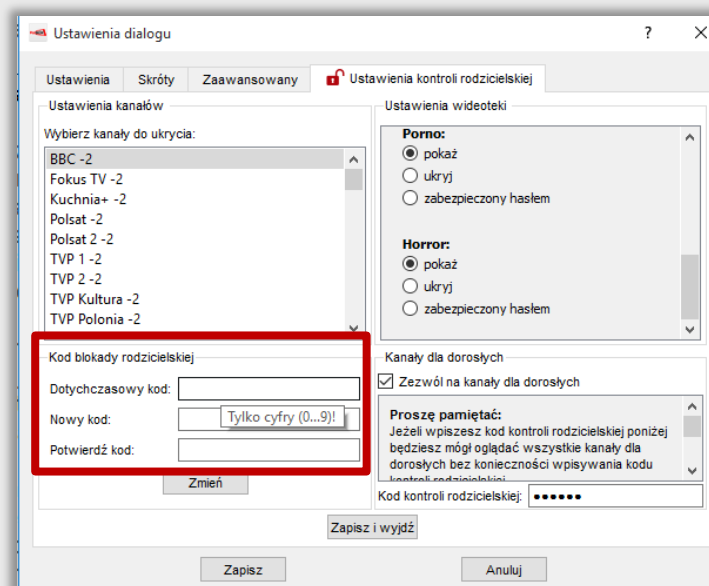 Ustawienia dialogu
Ustawienia Skróty Zaawansowany Ustawienia kontroli rodzicielskiej
Ustawienia kanałów
Wybierz kanały do ukrycia:
BBC -2
Fokus TV -2
Kuchnia+ -2
Polsat -2
Polsat 2 -2
TVP 1 -2
TVP 2 -2
TVP Kultura -2
TVP Polonia -2
Ustawienia wideoteki
Porno:
pokaż
ukryj
zabezpieczony hasłem
Horror:
pokaż
ukryj
zabezpieczony hasłem
Kod blokady rodzicielskiej
Dotychczasowy kod:
Nowy kod:
Tylko cyfry (0...9)!
Potwierdź kod:
Zmień
Kanały dla dorosłych
Zezwól na kanały dla dorosłych
Proszę pamiętać:
Jeżeli wpiszesz kod kontroli rodzicielskiej poniżej
będziesz mógł oglądać wszystkie kanały dla
dorosłych bez konieczności wpisywania kodu
kontroli rodzicielskiej
Kod kontroli rodzicielskiej: ●●●●●●
Zapisz i wyjdź
Zapisz Anuluj